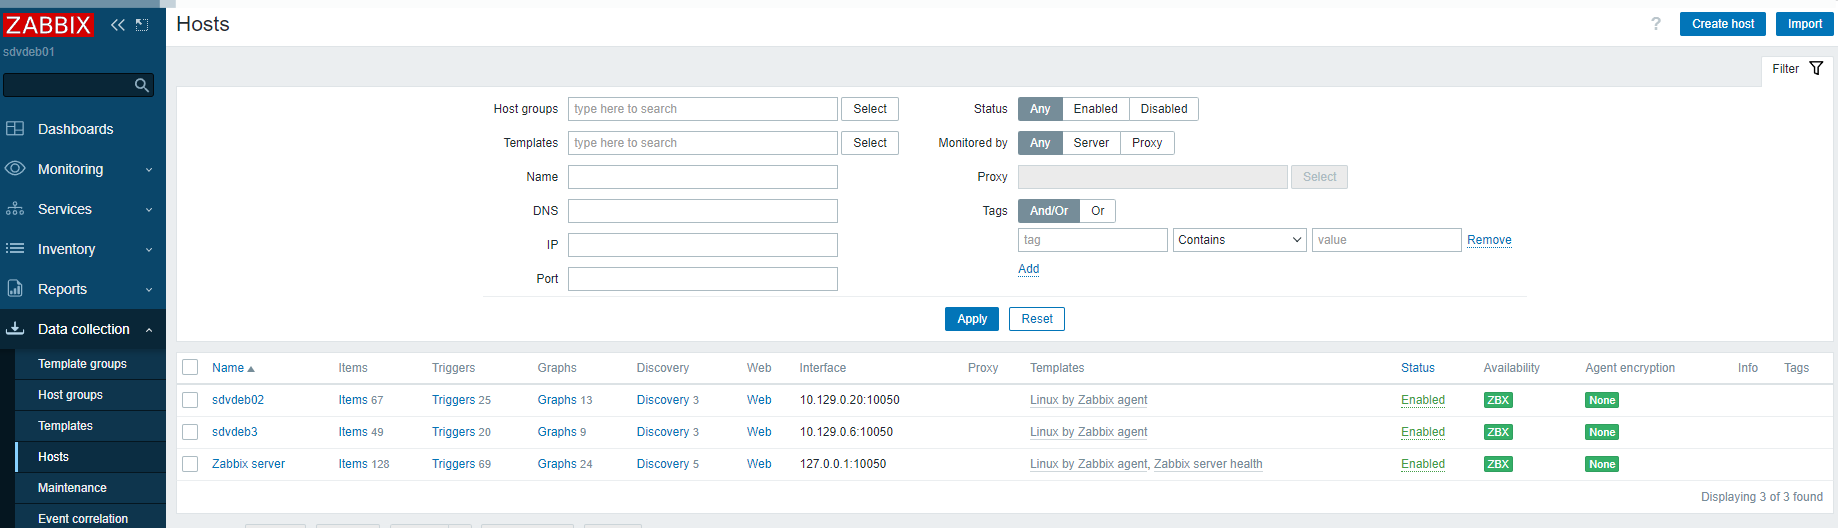 ZABBIX
sdvdeb01
Dashboards
Monitoring
Services
Inventory
Reports
Data collection
Template groups
Host groups
Templates
Hosts
Maintenance
Event correlation
Hosts
? Create host Import
Filter
Host groups type here to search Select
Templates type here to search Select
Name
DNS
IP
Port
Status Any Enabled Disabled
Monitored by Any Server Proxy
Proxy Select
Tags And/Or Or
tag Contains value Remove
Add
Apply Reset
Name Items Triggers Graphs Discovery Web Interface Proxy Templates Status Availability Agent encryption Info Tags
sdvdeb02 Items 67 Triggers 25 Graphs 13 Discovery 3 Web 10.129.0.20:10050 Linux by Zabbix agent Enabled ZBX None
sdvdeb3 Items 49 Triggers 20 Graphs 9 Discovery 3 Web 10.129.0.6:10050 Linux by Zabbix agent Enabled ZBX None
Zabbix server Items 128 Triggers 69 Graphs 24 Discovery 5 Web 127.0.0.1:10050 Linux by Zabbix agent, Zabbix server health Enabled ZBX None
Displaying 3 of 3 found